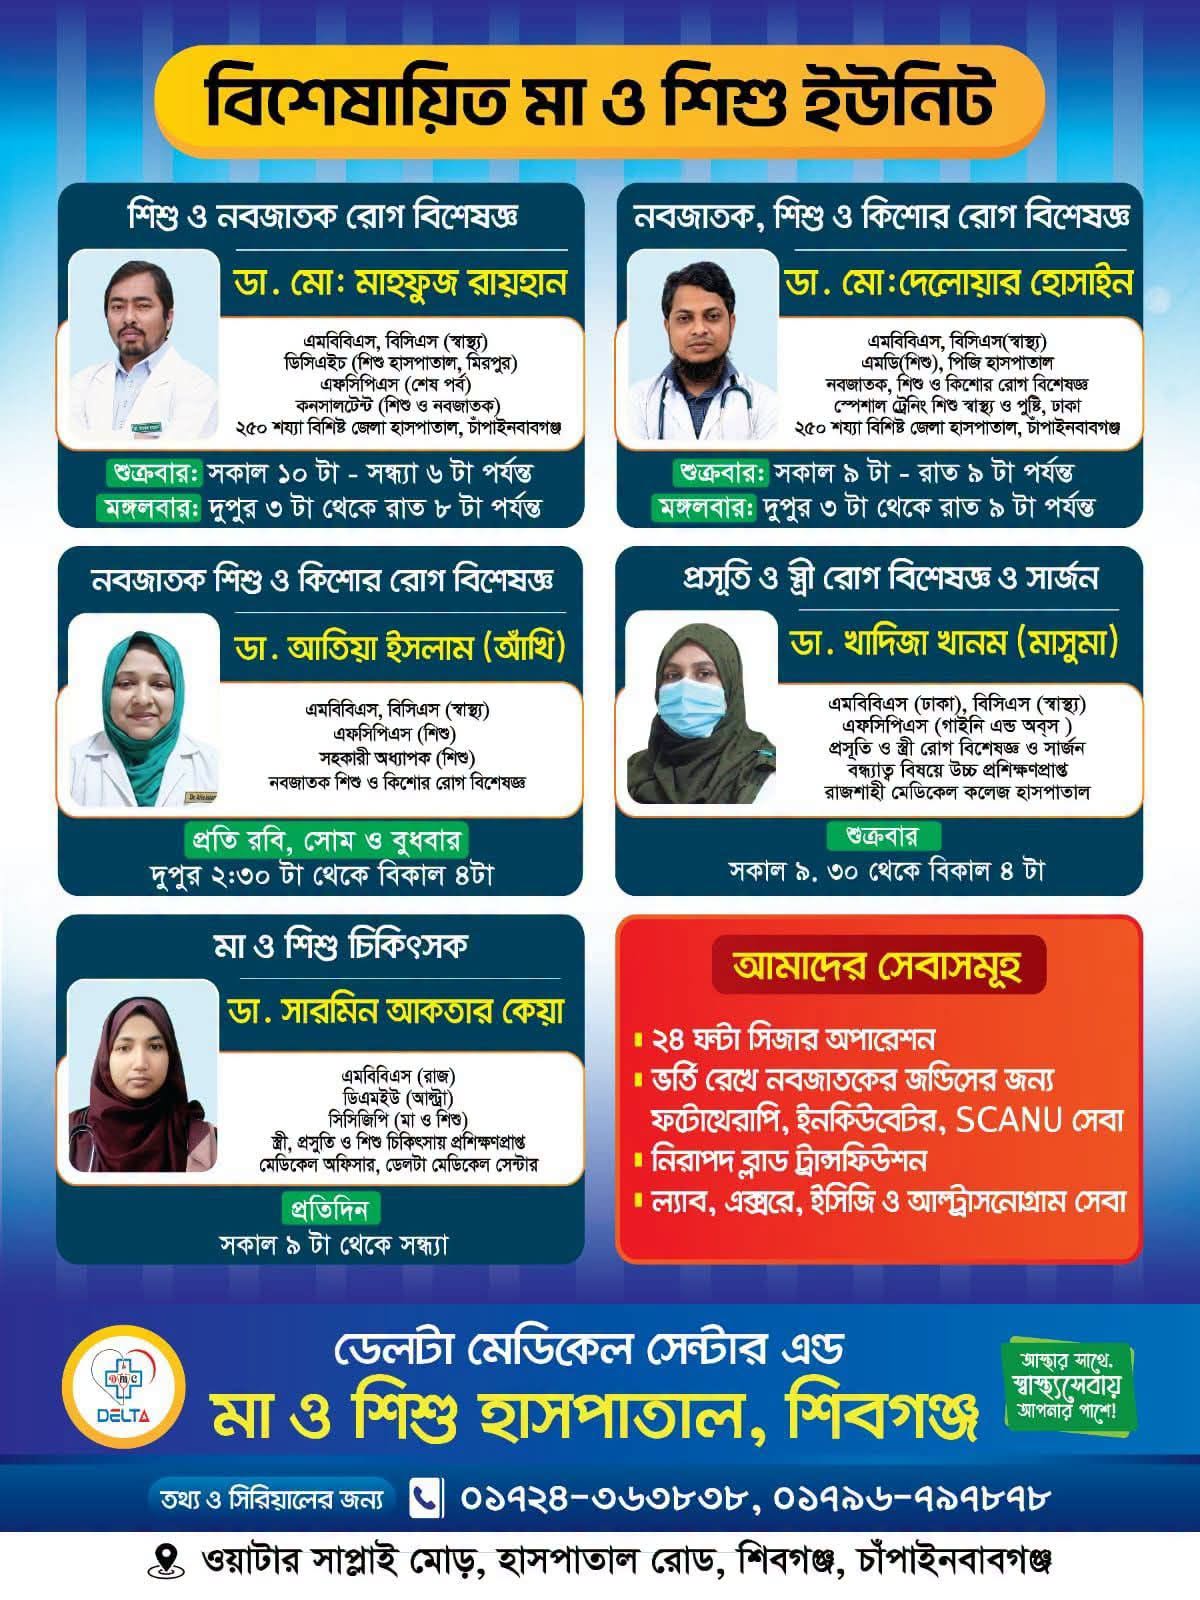 বিশেষায়িত মা ও শিশু ইউনিট
শিশু ও নবজাতক রোগ বিশেষজ্ঞ
ডা. মো: মাহফুজ রায়হান
এমবিবিএস, বিসিএস (স্বাস্থ্য)
ডিসিএইচ (শিশু হাসপাতাল, মিরপুর)
এফসিপিএস (শেষ পর্ব)
কনসালটেন্ট (শিশু ও নবজাতক)
২৫০ শয্যা বিশিষ্ট জেলা হাসপাতাল, চাঁপাইনবাবগঞ্জ
শুক্রবার: সকাল ১০ টা - সন্ধ্যা ৬ টা পর্যন্ত
মঙ্গলবার: দুপুর ৩ টা থেকে রাত ৮ টা পর্যন্ত
নবজাতক, শিশু ও কিশোর রোগ বিশেষজ্ঞ
ডা. মো:দেলোয়ার হোসাইন
এমবিবিএস, বিসিএস(স্বাস্থ্য)
এমডি(শিশু), পিজি হাসপাতাল
নবজাতক, শিশু ও কিশোর রোগ বিশেষজ্ঞ
স্পেশাল ট্রেনিং শিশু স্বাস্থ্য ও পুষ্টি, ঢাকা
২৫০ শয্যা বিশিষ্ট জেলা হাসপাতাল, চাঁপাইনবাবগঞ্জ
শুক্রবার: সকাল ৯ টা - রাত ৯ টা পর্যন্ত
মঙ্গলবার: দুপুর ৩ টা থেকে রাত ৯ টা পর্যন্ত
নবজাতক শিশু ও কিশোর রোগ বিশেষজ্ঞ
ডা. আতিয়া ইসলাম (আঁখি)
এমবিবিএস, বিসিএস (স্বাস্থ্য)
এফসিপিএস (শিশু)
সহকারী অধ্যাপক (শিশু)
নবজাতক শিশু ও কিশোর রোগ বিশেষজ্ঞ
প্রতি রবি, সোম ও বুধবার
দুপুর ২:৩০ টা থেকে বিকাল ৪টা
প্রসূতি ও স্ত্রী রোগ বিশেষজ্ঞ ও সার্জন
ডা. খাদিজা খানম (মাসুমা)
এমবিবিএস (ঢাকা), বিসিএস (স্বাস্থ্য)
এফসিপিএস (গাইনি এন্ড অব্স )
প্রসূতি ও স্ত্রী রোগ বিশেষজ্ঞ ও সার্জন
বন্ধ্যাত্ব বিষয়ে উচ্চ প্রশিক্ষণপ্রাপ্ত
রাজশাহী মেডিকেল কলেজ হাসপাতাল
শুক্রবার
সকাল ৯. ৩০ থেকে বিকাল ৪ টা
মা ও শিশু চিকিৎসক
ডা. সারমিন আকতার কেয়া
এমবিবিএস (রাজ)
ডিএমইউ (আল্ট্রা)
সিসিজিপি (মা ও শিশু)
স্ত্রী, প্রসুতি ও শিশু চিকিৎসায় প্রশিক্ষণপ্রাপ্ত
মেডিকেল অফিসার, ডেলটা মেডিকেল সেন্টার
প্রতিদিন
সকাল ৯ টা থেকে সন্ধ্যা
আমাদের সেবাসমূহ
২৪ ঘন্টা সিজার অপারেশন
ভর্তি রেখে নবজাতকের জন্ডিসের জন্য
ফটোথেরাপি, ইনকিউবেটর, SCANU সেবা
নিরাপদ ব্লাড ট্রান্সফিউশন
ল্যাব, এক্সরে, ইসিজি ও আল্ট্রাসনোগ্রাম সেবা
DMC
DELTA
ডেলটা মেডিকেল সেন্টার এন্ড
মা ও শিশু হাসপাতাল, শিবগঞ্জ
আস্থার সাথে,
স্বাস্থ্যসেবায়
আপনার পাশে!
তথ্য ও সিরিয়ালের জন্য ০১৭২৪-৩৬৩৮৩৮, ০১৭৯৬-৭৯৭৮৭৮
ওয়াটার সাপ্লাই মোড়, হাসপাতাল রোড, শিবগঞ্জ, চাঁপাইনবাবগঞ্জ